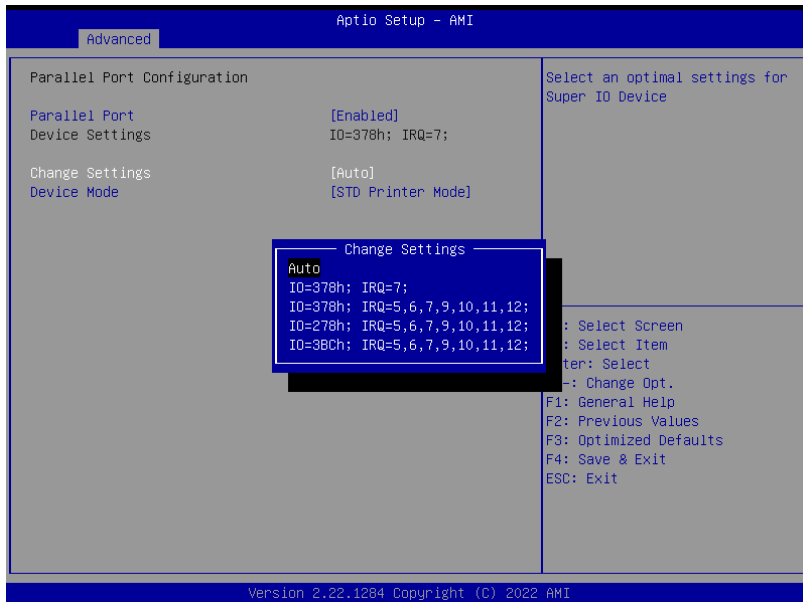 Aptio Setup – AMI
Advanced
Parallel Port Configuration
Parallel Port [Enabled]
Device Settings IO=378h; IRQ=7;
Change Settings [Auto]
Device Mode [STD Printer Mode]
Select an optimal settings for
Super IO Device
Change Settings
Auto
IO=378h; IRQ=7;
IO=378h; IRQ=5,6,7,9,10,11,12;
IO=278h; IRQ=5,6,7,9,10,11,12;
IO=3BCh; IRQ=5,6,7,9,10,11,12;
: Select Screen
: Select Item
ter: Select
–: Change Opt.
F1: General Help
F2: Previous Values
F3: Optimized Defaults
F4: Save & Exit
ESC: Exit
Version 2.22.1284 Copyright (C) 2022 AMI